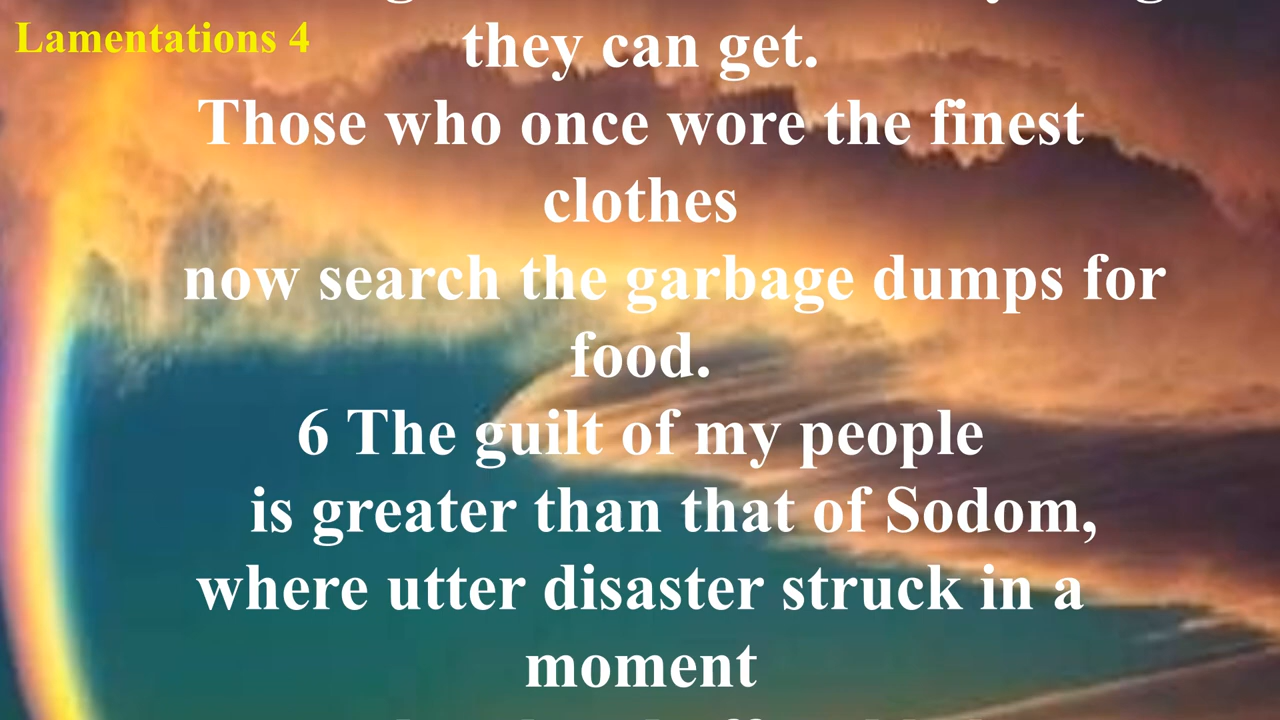 Lamentations 4
they can get.
Those who once wore the finest
clothes
now search the garbage dumps for
food.
6 The guilt of my people
is greater than that of Sodom,
where utter disaster struck in a
moment